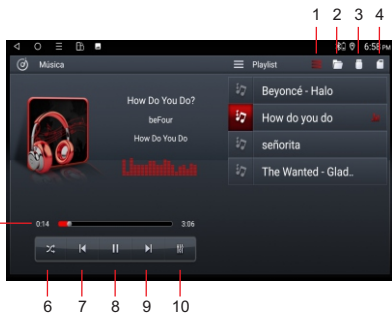 1 2 3 4
6:58 PM
Música
Playlist
How Do You Do?
beFour
How Do You Do
Beyoncé - Halo
How do you do
señorita
The Wanted - Glad..
0:14
3:06
6 7 8 9 10